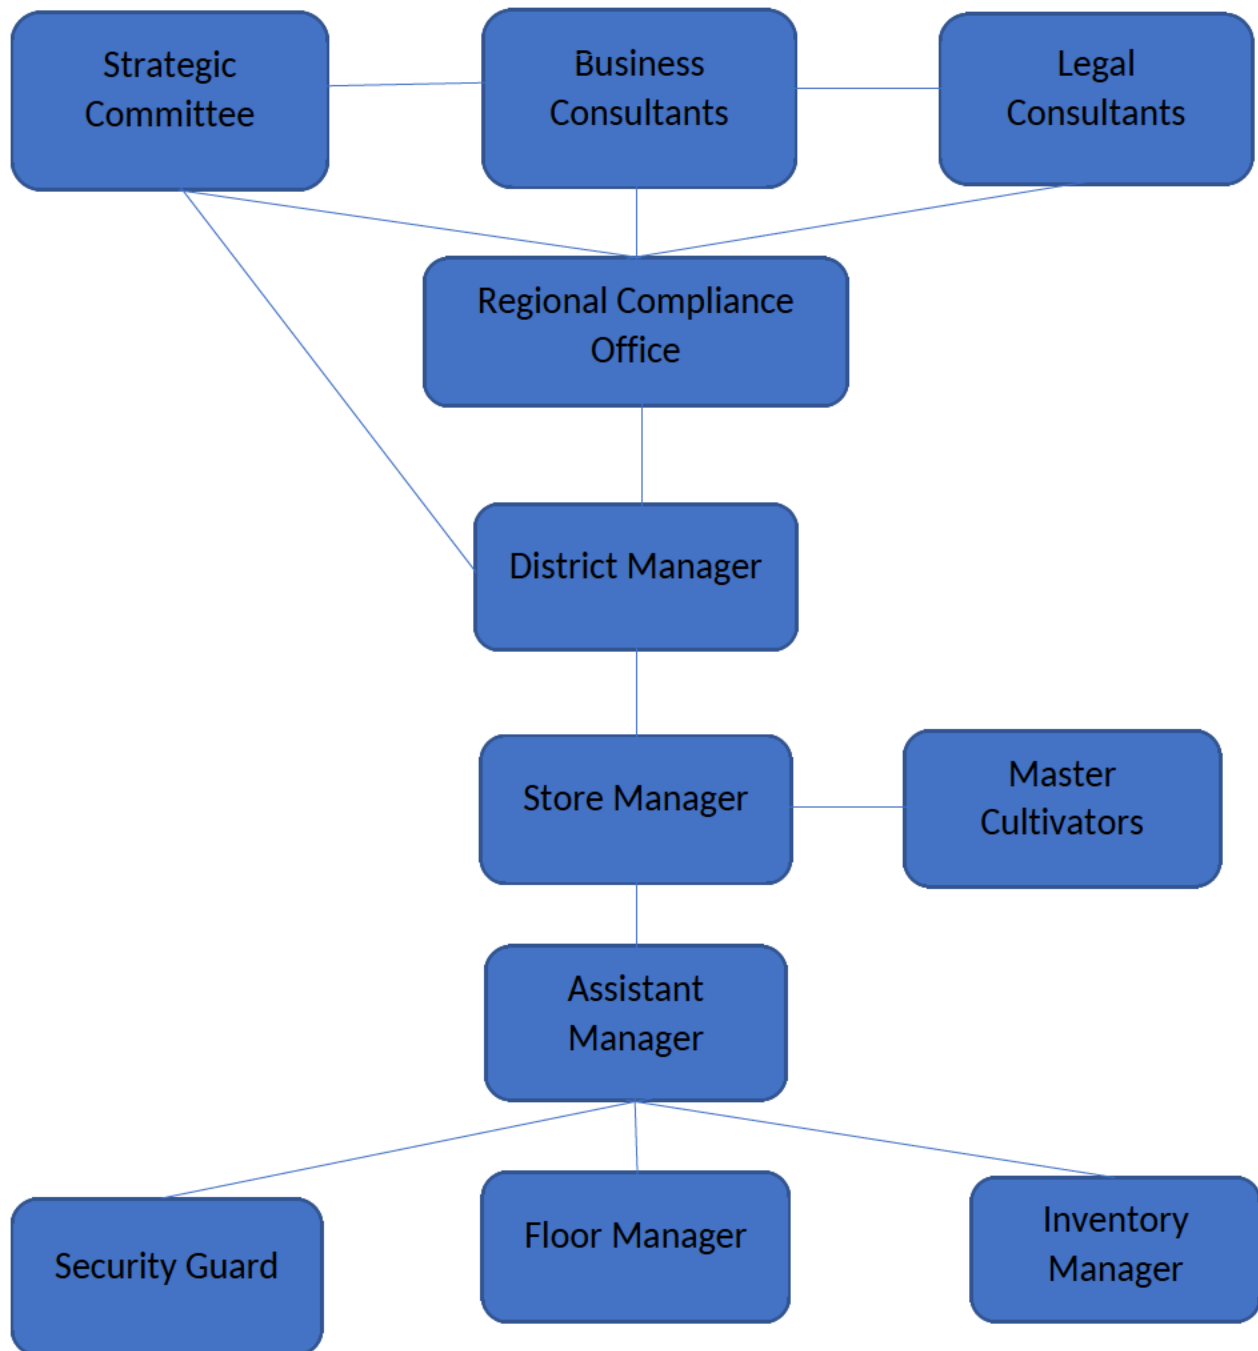 Strategic
Committee
Business
Consultants
Legal
Consultants
Regional Compliance
Office
District Manager
Store Manager
Master
Cultivators
Assistant
Manager
Security Guard
Floor Manager
Inventory
Manager